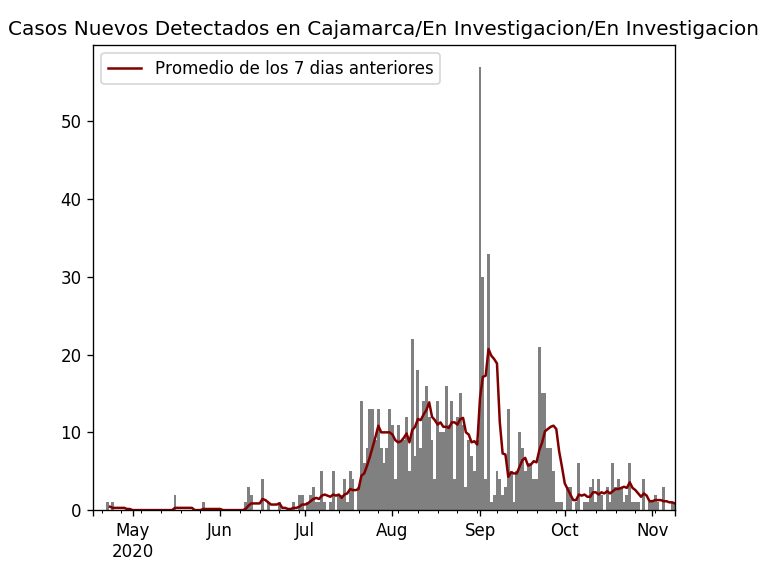 Casos Nuevos Detectados en Cajamarca/En Investigacion/En Investigacion
Promedio de los 7 dias anteriores
50
40
30
20
10
0
May Jun Jul Aug Sep Oct Nov
2020